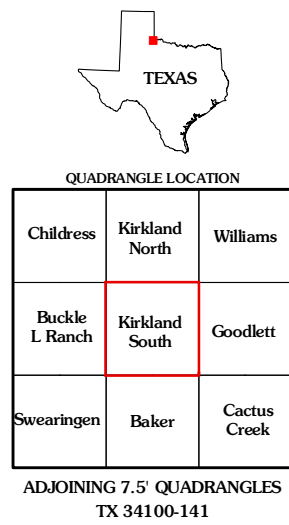 TEXAS
QUADRANGLE LOCATION
Childress
Kirkland
North
Williams
Buckle
L Ranch
Kirkland
South
Goodlett
Swearingen
Baker
Cactus
Creek
ADJOINING 7.5' QUADRANGLES
TX 34100-141